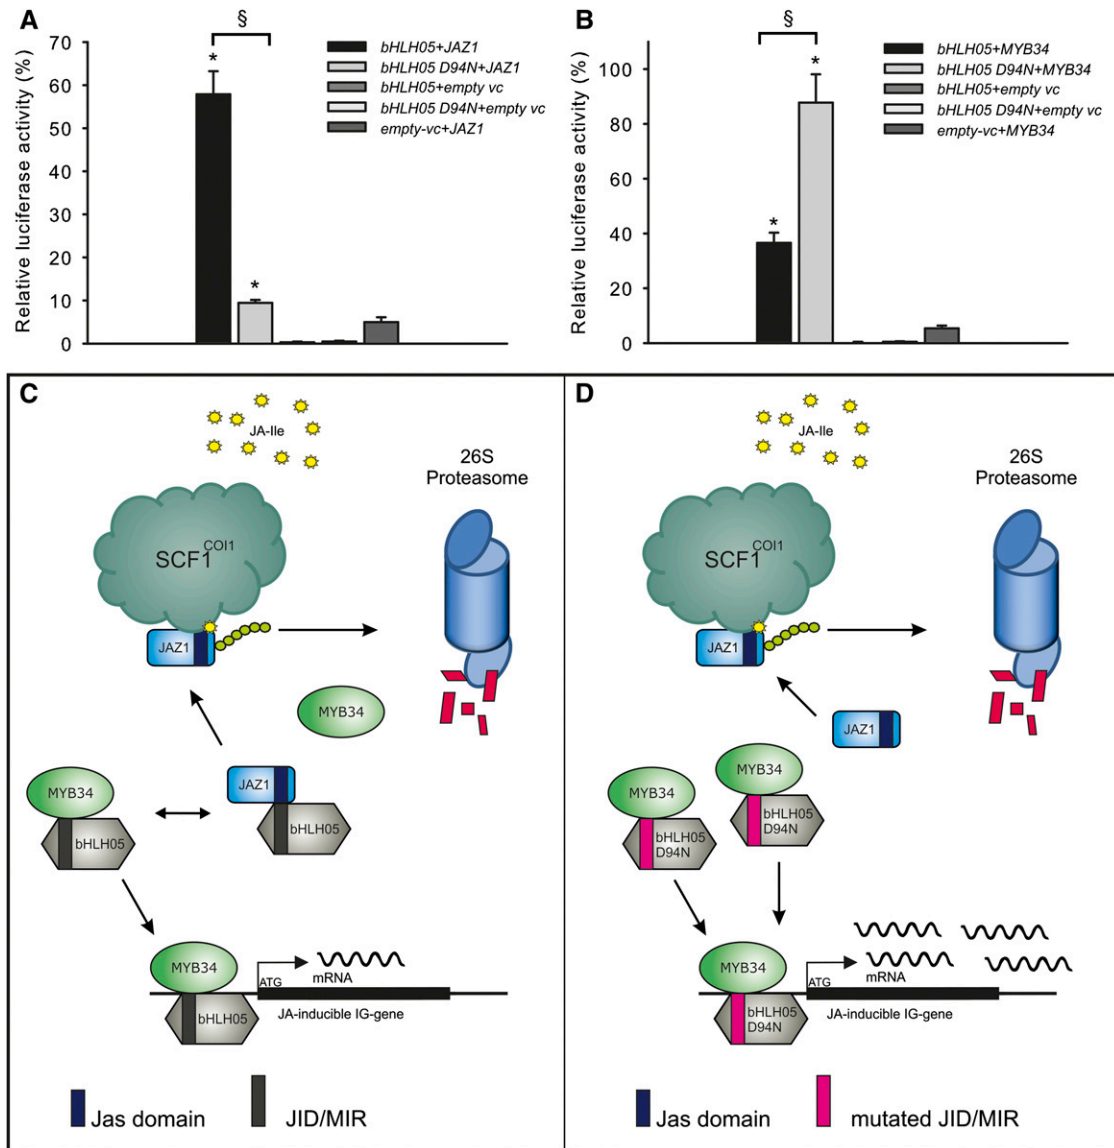 A
§
Relative luciferase activity (%)
70
60
50
40
30
20
10
0
*
*
bHLH05+JAZ1
bHLH05 D94N+JAZ1
bHLH05+empty vc
bHLH05 D94N+empty vc
empty-vc+JAZ1
B
§
Relative luciferase activity (%)
100
80
60
40
20
0
*
*
bHLH05+MYB34
bHLH05 D94N+MYB34
bHLH05+empty vc
bHLH05 D94N+empty vc
empty-vc+MYB34
C
JA-Ile
26S
Proteasome
SCF1^COI1
JAZ1
MYB34
JAZ1
MYB34
bHLH05
bHLH05
MYB34
mRNA
ATG
bHLH05
JA-inducible IG-gene
Jas domain
JID/MIR
D
JA-Ile
26S
Proteasome
SCF1^COI1
JAZ1
JAZ1
MYB34
MYB34
bHLH05
D94N
bHLH05
D94N
MYB34
mRNA
ATG
bHLH05
D94N
JA-inducible IG-gene
Jas domain
mutated JID/MIR